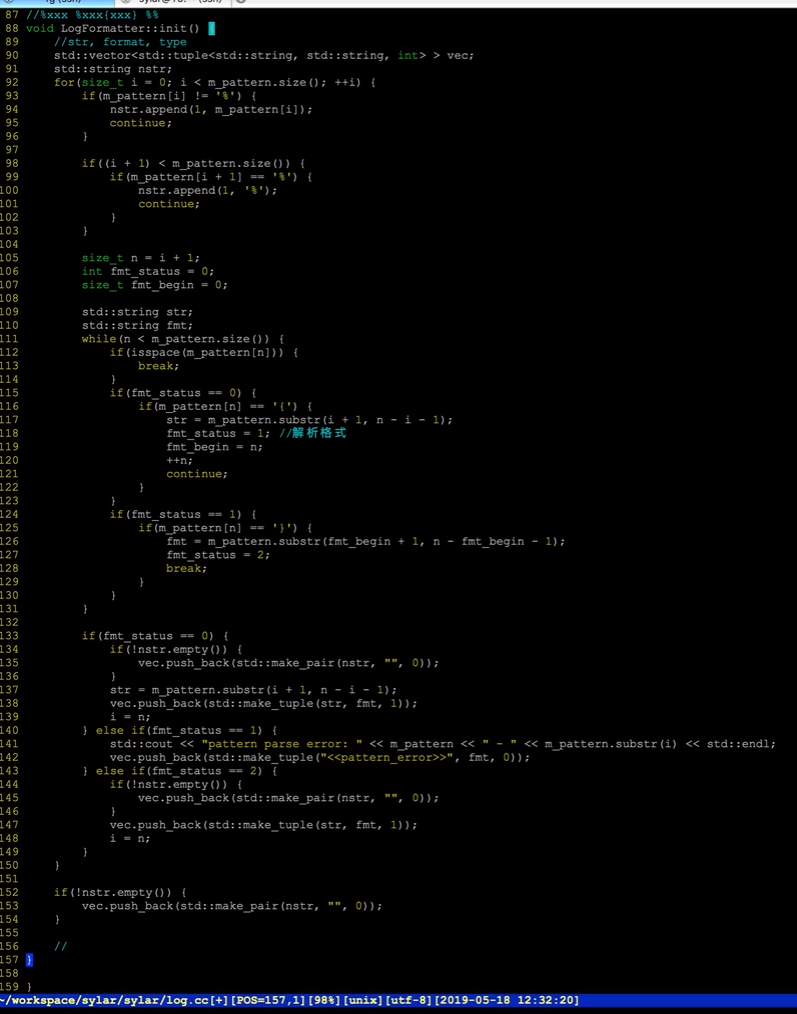 87 //%xxx %xxx{xxx} %%
88 void LogFormatter::init() {
89     //str, format, type
90     std::vector<std::tuple<std::string, std::string, int> > vec;
91     std::string nstr;
92     for(size_t i = 0; i < m_pattern.size(); ++i) {
93         if(m_pattern[i] != '%') {
94             nstr.append(1, m_pattern[i]);
95             continue;
96         }
97
98         if((i + 1) < m_pattern.size()) {
99             if(m_pattern[i + 1] == '%') {
100                 nstr.append(1, '%');
101                 continue;
102             }
103         }
104
105         size_t n = i + 1;
106         int fmt_status = 0;
107         size_t fmt_begin = 0;
108
109         std::string str;
110         std::string fmt;
111         while(n < m_pattern.size()) {
112             if(isspace(m_pattern[n])) {
113                 break;
114             }
115             if(fmt_status == 0) {
116                 if(m_pattern[n] == '{') {
117                     str = m_pattern.substr(i + 1, n - i - 1);
118                     fmt_status = 1; //解析格式
119                     fmt_begin = n;
120                     ++n;
121                     continue;
122                 }
123             }
124             if(fmt_status == 1) {
125                 if(m_pattern[n] == '}') {
126                     fmt = m_pattern.substr(fmt_begin + 1, n - fmt_begin - 1);
127                     fmt_status = 2;
128                     break;
129                 }
130             }
131         }
132
133         if(fmt_status == 0) {
134             if(!nstr.empty()) {
135                 vec.push_back(std::make_pair(nstr, "", 0));
136             }
137             str = m_pattern.substr(i + 1, n - i - 1);
138             vec.push_back(std::make_tuple(str, fmt, 1));
139             i = n;
140         } else if(fmt_status == 1) {
141             std::cout << "pattern parse error: " << m_pattern << " - " << m_pattern.substr(i) << std::endl;
142             vec.push_back(std::make_tuple("<<pattern_error>>", fmt, 0));
143         } else if(fmt_status == 2) {
144             if(!nstr.empty()) {
145                 vec.push_back(std::make_pair(nstr, "", 0));
146             }
147             vec.push_back(std::make_tuple(str, fmt, 1));
148             i = n;
149         }
150     }
151
152     if(!nstr.empty()) {
153         vec.push_back(std::make_pair(nstr, "", 0));
154     }
155
156     //
157 }
158
159 }
~/workspace/sylar/sylar/log.cc[+][POS=157,1][98%][unix][utf-8][2019-05-18 12:32:20]